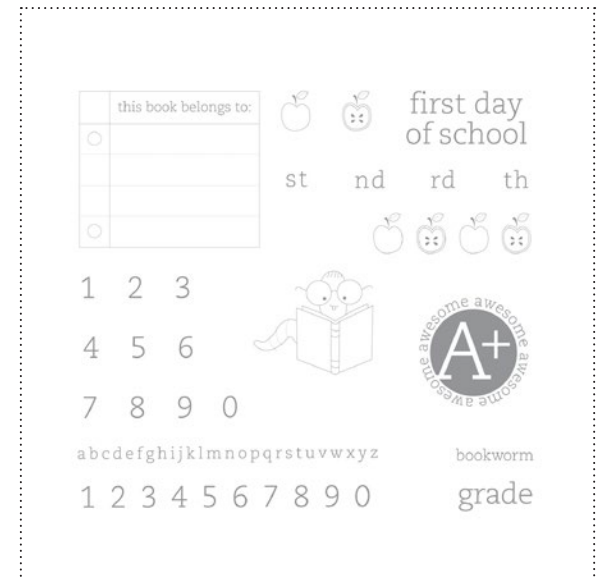 this book belongs to:
first day
of school
st nd rd th
1 2 3
4 5 6
7 8 9 0
awesome awesome awesome awesome awesome
A+
abcdefghijklmnopqrstuvwxyz
bookworm
1 2 3 4 5 6 7 8 9 0
grade